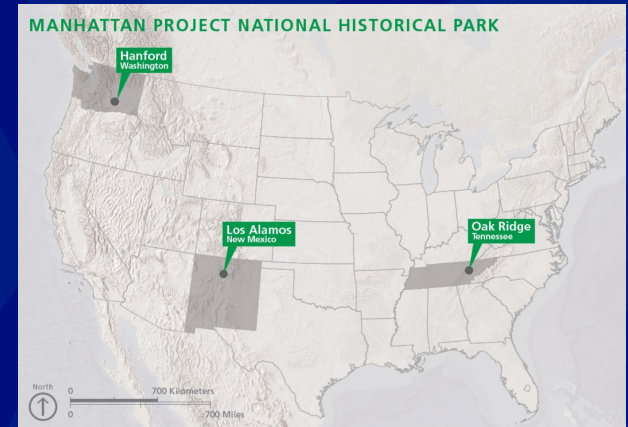 MANHATTAN PROJECT NATIONAL HISTORICAL PARK
Hanford
Washington
Los Alamos
New Mexico
Oak Ridge
Tennessee
North
0
700 Kilometers
0
700 Miles